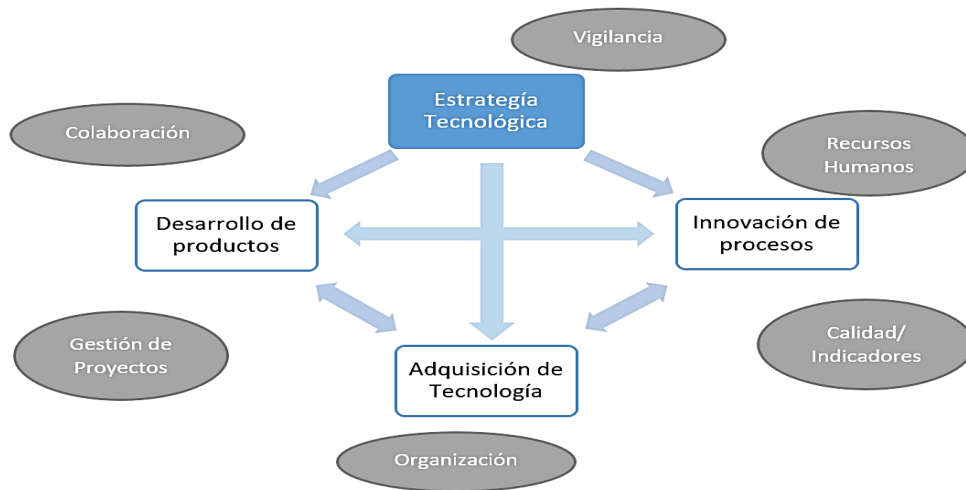 Vigilancia
Estrategía
Tecnológica
Colaboración
Recursos
Humanos
Desarrollo de
productos
Innovación de
procesos
Gestión de
Proyectos
Calidad/
Indicadores
Adquisición de
Tecnología
Organización